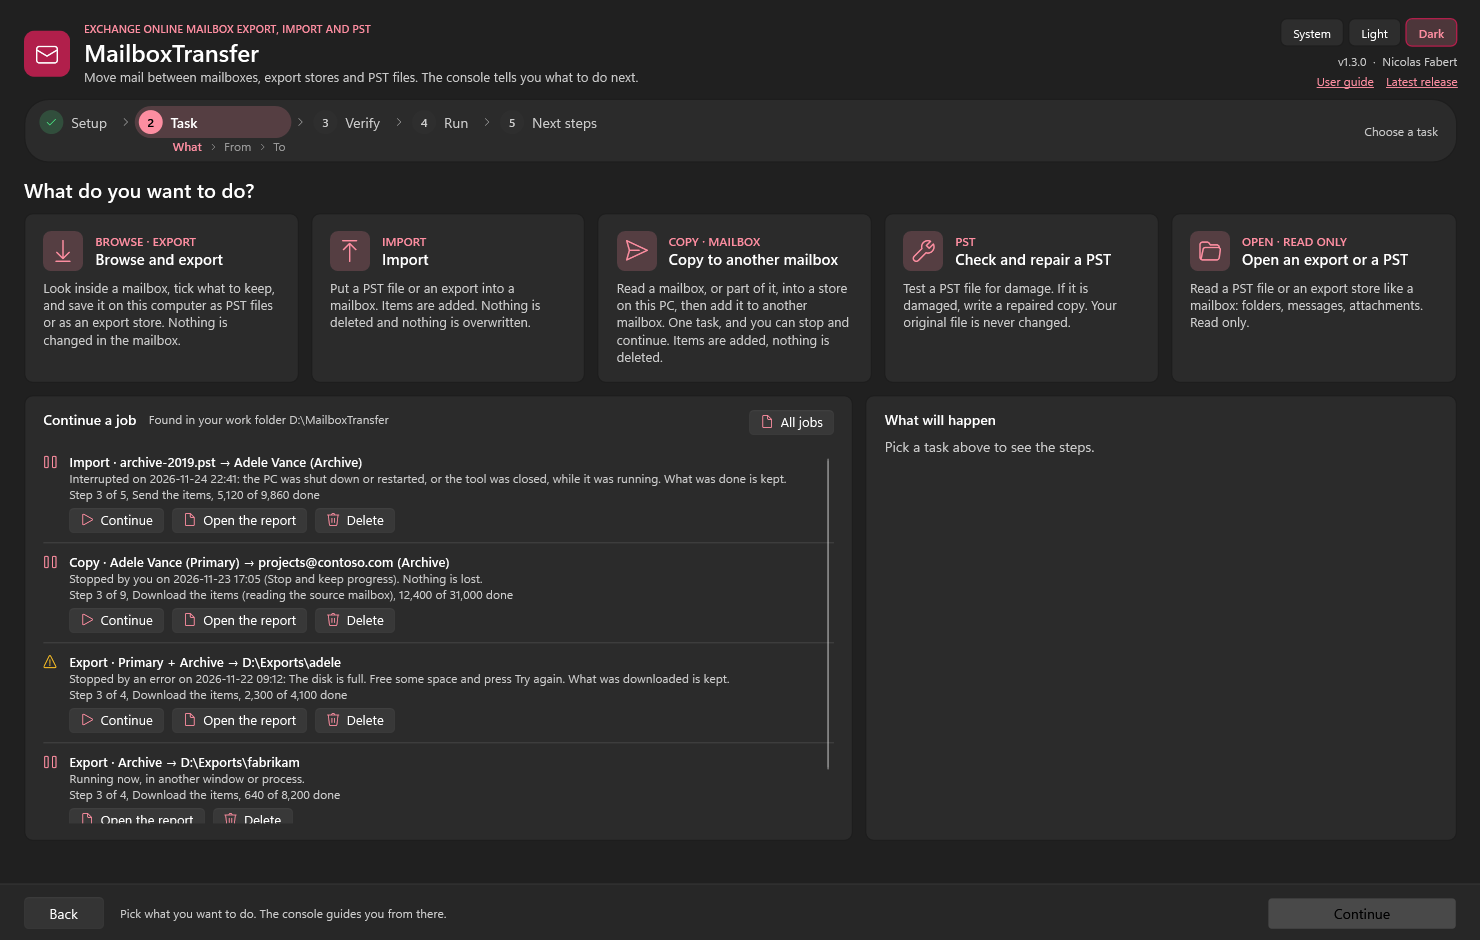 EXCHANGE ONLINE MAILBOX EXPORT, IMPORT AND PST
MailboxTransfer
Move mail between mailboxes, export stores and PST files. The console tells you what to do next.
System
Light
Dark
v1.3.0 · Nicolas Fabert
User guide
Latest release
Setup
2 Task
3 Verify
4 Run
5 Next steps
What
From
To
Choose a task
What do you want to do?
BROWSE · EXPORT
Browse and export
Look inside a mailbox, tick what to keep,
and save it on this computer as PST files
or as an export store. Nothing is
changed in the mailbox.
IMPORT
Import
Put a PST file or an export into a
mailbox. Items are added. Nothing is
deleted and nothing is overwritten.
COPY · MAILBOX
Copy to another mailbox
Read a mailbox, or part of it, into a store
on this PC, then add it to another
mailbox. One task, and you can stop and
continue. Items are added, nothing is
deleted.
PST
Check and repair a PST
Test a PST file for damage. If it is
damaged, write a repaired copy. Your
original file is never changed.
OPEN · READ ONLY
Open an export or a PST
Read a PST file or an export store like a
mailbox: folders, messages, attachments.
Read only.
Continue a job
Found in your work folder D:\MailboxTransfer
All jobs
Import · archive-2019.pst → Adele Vance (Archive)
Interrupted on 2026-11-24 22:41: the PC was shut down or restarted, or the tool was closed, while it was running. What was done is kept.
Step 3 of 5, Send the items, 5,120 of 9,860 done
Continue
Open the report
Delete
Copy · Adele Vance (Primary) → projects@contoso.com (Archive)
Stopped by you on 2026-11-23 17:05 (Stop and keep progress). Nothing is lost.
Step 3 of 9, Download the items (reading the source mailbox), 12,400 of 31,000 done
Continue
Open the report
Delete
Export · Primary + Archive → D:\Exports\adele
Stopped by an error on 2026-11-22 09:12: The disk is full. Free some space and press Try again. What was downloaded is kept.
Step 3 of 4, Download the items, 2,300 of 4,100 done
Continue
Open the report
Delete
Export · Archive → D:\Exports\fabrikam
Running now, in another window or process.
Step 3 of 4, Download the items, 640 of 8,200 done
Open the report
Delete
What will happen
Pick a task above to see the steps.
Back
Pick what you want to do. The console guides you from there.
Continue